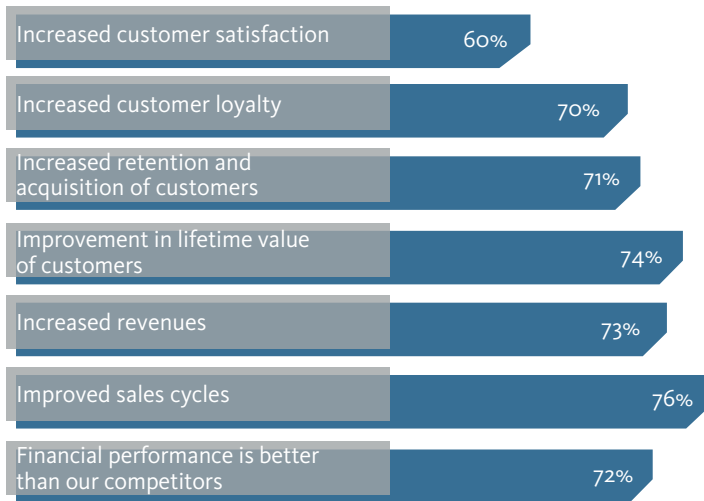 Increased customer satisfaction 60%
Increased customer loyalty 70%
Increased retention and
acquisition of customers 71%
Improvement in lifetime value
of customers 74%
Increased revenues 73%
Improved sales cycles 76%
Financial performance is better
than our competitors 72%